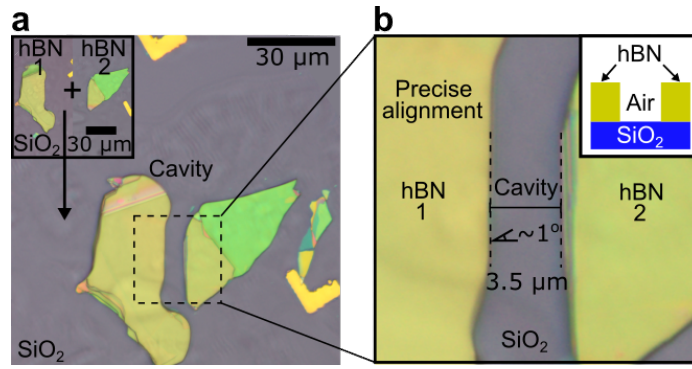 a
hBN
1
hBN
2
+
30 µm
SiO₂
30 µm
Cavity
SiO₂
b
Precise
alignment
hBN
1
Cavity
∡~1°
3.5 µm
SiO₂
hBN
2
hBN
Air
SiO₂